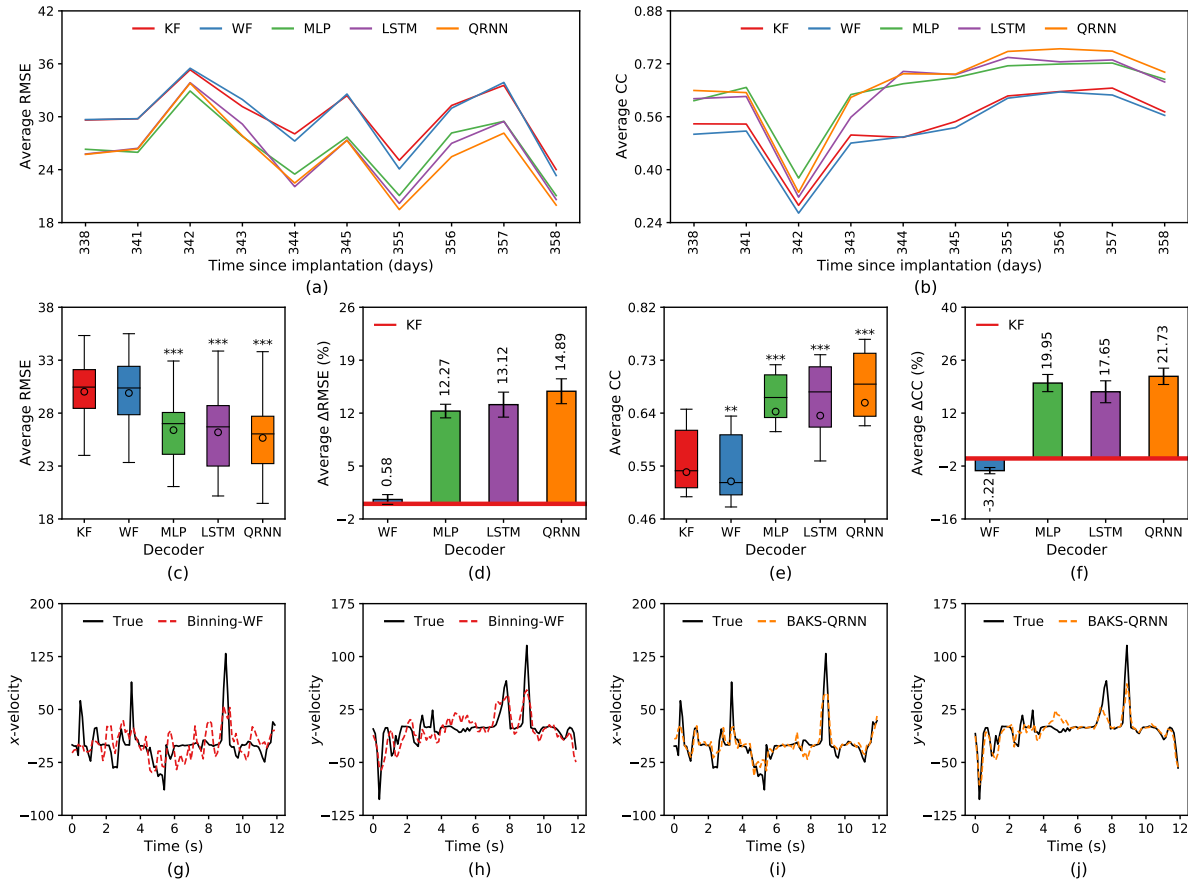 KF WF MLP LSTM QRNN
Average RMSE
42
36
30
24
18
338 341 342 343 344 345 355 356 357 358
Time since implantation (days)
(a)
KF WF MLP LSTM QRNN
Average CC
0.88
0.72
0.56
0.40
0.24
338 341 342 343 344 345 355 356 357 358
Time since implantation (days)
(b)
Average RMSE
38
33
28
23
18
*** *** ***
KF WF MLP LSTM QRNN
Decoder
(c)
KF
Average ΔRMSE (%)
26
19
12
5
−2
0.58 12.27 13.12 14.89
WF MLP LSTM QRNN
Decoder
(d)
Average CC
0.82
0.73
0.64
0.55
0.46
** *** *** ***
KF WF MLP LSTM QRNN
Decoder
(e)
KF
Average ΔCC (%)
40
26
12
−2
−16
-3.22 19.95 17.65 21.73
WF MLP LSTM QRNN
Decoder
(f)
True Binning-WF
x-velocity
200
125
50
−25
−100
0 2 4 6 8 10 12
Time (s)
(g)
True Binning-WF
y-velocity
175
100
25
−50
−125
0 2 4 6 8 10 12
Time (s)
(h)
True BAKS-QRNN
x-velocity
200
125
50
−25
−100
0 2 4 6 8 10 12
Time (s)
(i)
True BAKS-QRNN
y-velocity
175
100
25
−50
−125
0 2 4 6 8 10 12
Time (s)
(j)